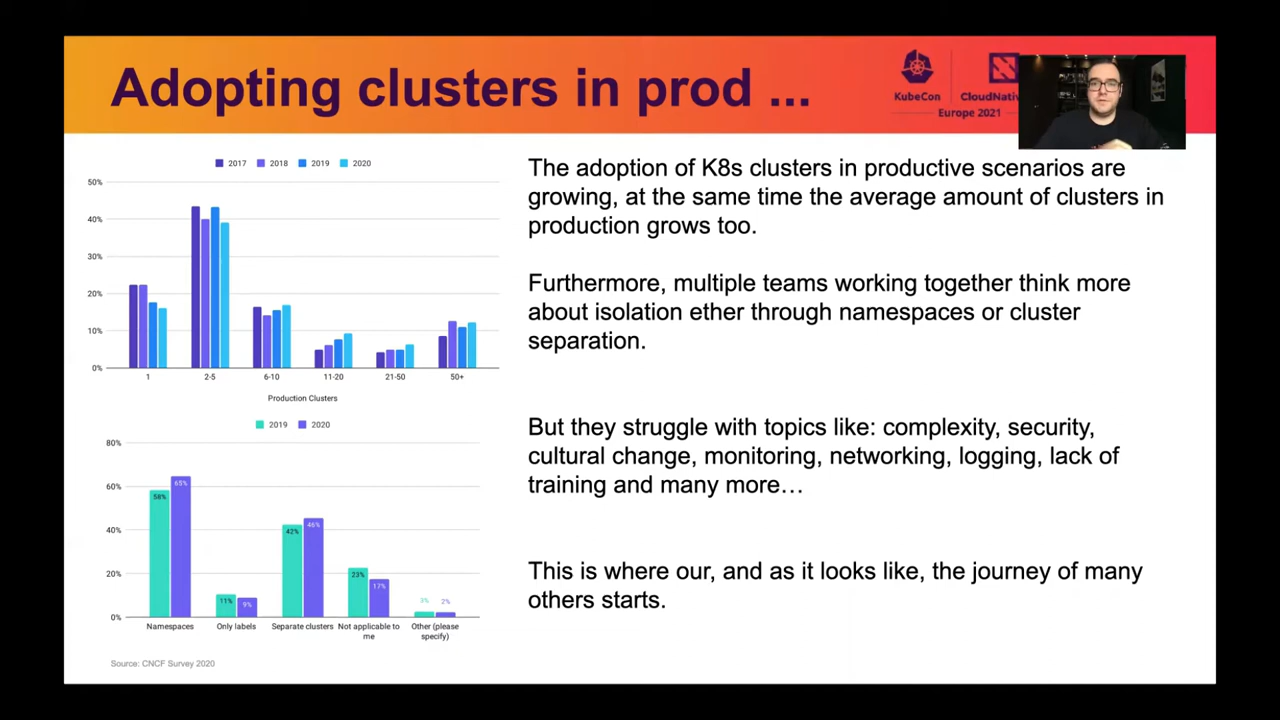 Adopting clusters in prod ...
KubeCon
CloudNati
Europe 2021
2017 2018 2019 2020
50%
40%
30%
20%
10%
0%
1 2-5 6-10 11-20 21-50 50+
Production Clusters
2019 2020
80%
60%
40%
20%
0%
58% 65%
11% 9%
42% 46%
23% 17%
2%
Namespaces Only labels Separate clusters Not applicable to me Other (please specify)
Source: CNCF Survey 2020
The adoption of K8s clusters in productive scenarios are
growing, at the same time the average amount of clusters in
production grows too.
Furthermore, multiple teams working together think more
about isolation ether through namespaces or cluster
separation.
But they struggle with topics like: complexity, security,
cultural change, monitoring, networking, logging, lack of
training and many more…
This is where our, and as it looks like, the journey of many
others starts.